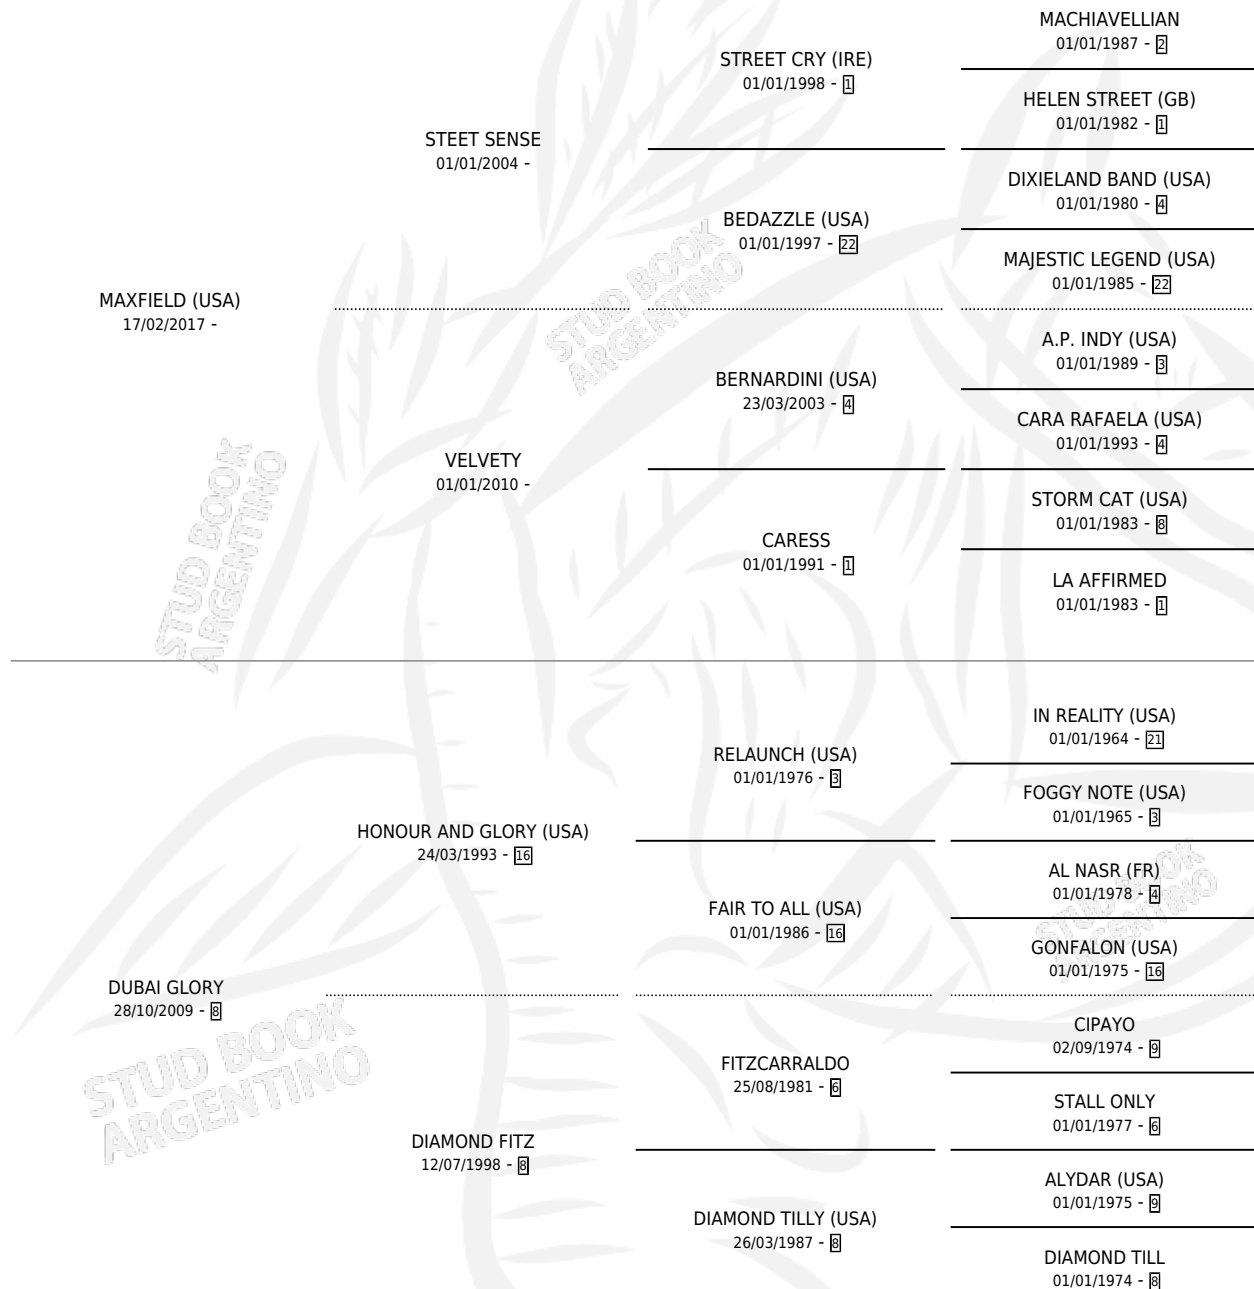 MACHIAVELLIAN
01/01/1987 - 2
STREET CRY (IRE)
01/01/1998 - 1
HELEN STREET (GB)
01/01/1982 - 1
STEET SENSE
01/01/2004 -
DIXIELAND BAND (USA)
01/01/1980 - 4
BEDAZZLE (USA)
01/01/1997 - 22
MAJESTIC LEGEND (USA)
01/01/1985 - 22
MAXFIELD (USA)
17/02/2017 -
STUD BOOK
ARGENTINO
A.P. INDY (USA)
01/01/1989 - 3
BERNARDINI (USA)
23/03/2003 - 4
CARA RAFAELA (USA)
01/01/1993 - 4
VELVETY
01/01/2010 -
STORM CAT (USA)
01/01/1983 - 8
CARESS
01/01/1991 - 1
LA AFFIRMED
01/01/1983 - 1
STUD BOOK
ARGENTINO
IN REALITY (USA)
01/01/1964 - 21
RELAUNCH (USA)
01/01/1976 - 3
FOGGY NOTE (USA)
01/01/1965 - 3
HONOUR AND GLORY (USA)
24/03/1993 - 16
AL NASR (FR)
01/01/1978 - 4
FAIR TO ALL (USA)
01/01/1986 - 16
GONFALON (USA)
01/01/1975 - 16
STUD BOOK
ARGENTINO
DUBAI GLORY
28/10/2009 - 8
CIPAYO
02/09/1974 - 9
FITZCARRALDO
25/08/1981 - 6
STALL ONLY
01/01/1977 - 6
STUD BOOK
ARGENTINO
DIAMOND FITZ
12/07/1998 - 8
ALYDAR (USA)
01/01/1975 - 9
DIAMOND TILLY (USA)
26/03/1987 - 8
DIAMOND TILL
01/01/1974 - 8